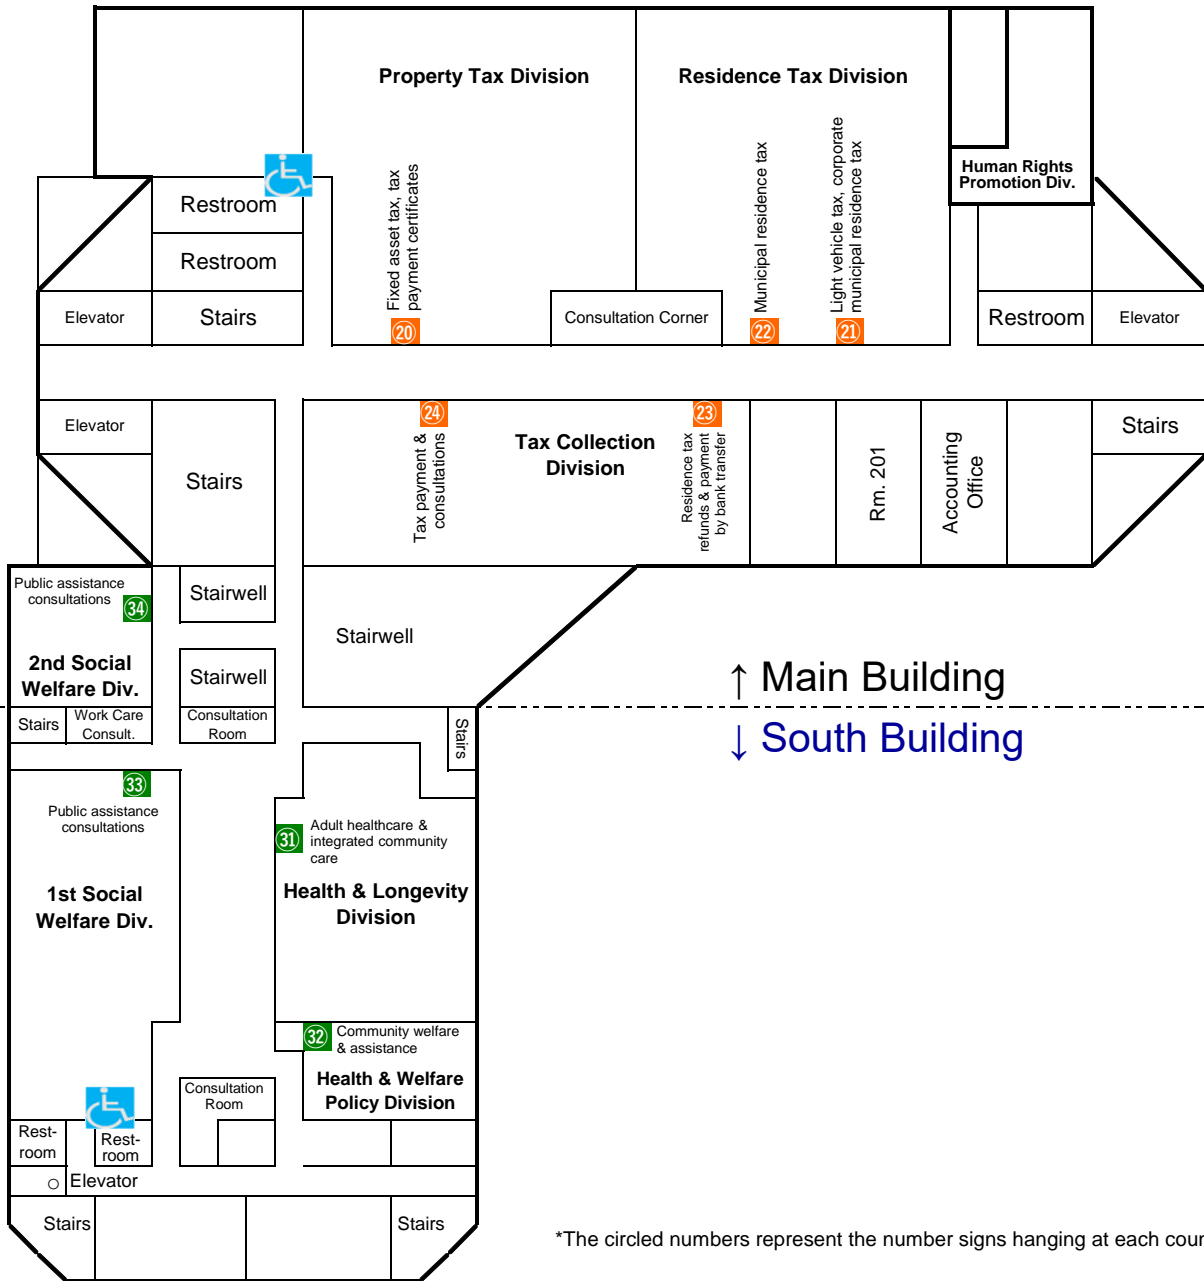 Property Tax Division
Residence Tax Division
Fixed asset tax, tax
payment certificates
⑳
Municipal residence tax
㉒
Light vehicle tax, corporate
municipal residence tax
㉑
Human Rights
Promotion Div.
Restroom
Restroom
Elevator
Stairs
Consultation Corner
Restroom
Elevator
Elevator
Stairs
㉔
Tax payment &
consultations
Tax Collection
Division
㉓
Residence tax
refunds & payment
by bank transfer
Rm. 201
Accounting
Office
Stairs
Public assistance
consultations
㉞
2nd Social
Welfare Div.
Stairwell
Stairwell
Stairwell
↑ Main Building
↓ South Building
Stairs
Work Care
Consult.
Consultation
Room
Stairs
㉝
Public assistance
consultations
1st Social
Welfare Div.
㉛
Adult healthcare &
integrated community
care
Health & Longevity
Division
㉜
Community welfare
& assistance
Health & Welfare
Policy Division
Consultation
Room
Rest-
room
Rest-
room
○
Elevator
Stairs
Stairs
*The circled numbers represent the number signs hanging at each cour